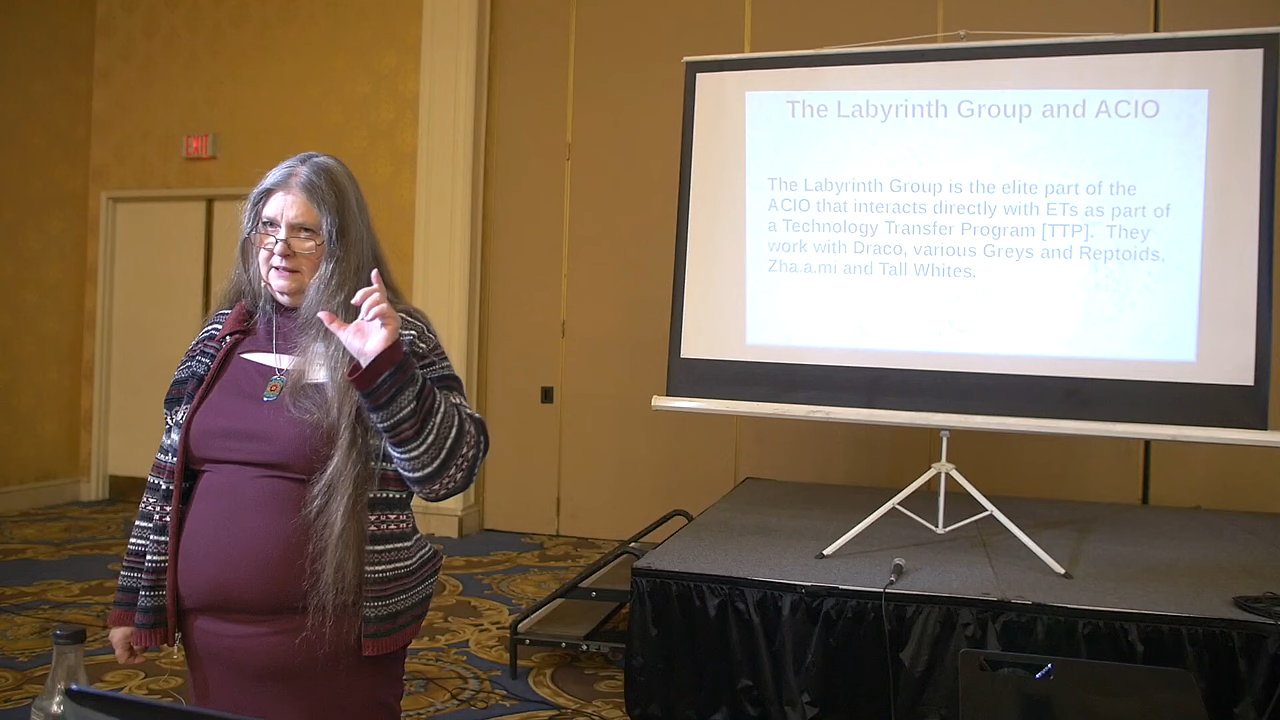 EXIT
The Labyrinth Group and ACIO
The Labyrinth Group is the elite part of the
ACIO that interacts directly with ETs as part of
a Technology Transfer Program [TTP]. They
work with Draco, various Greys and Reptoids,
Zha.a.mi and Tall Whites.